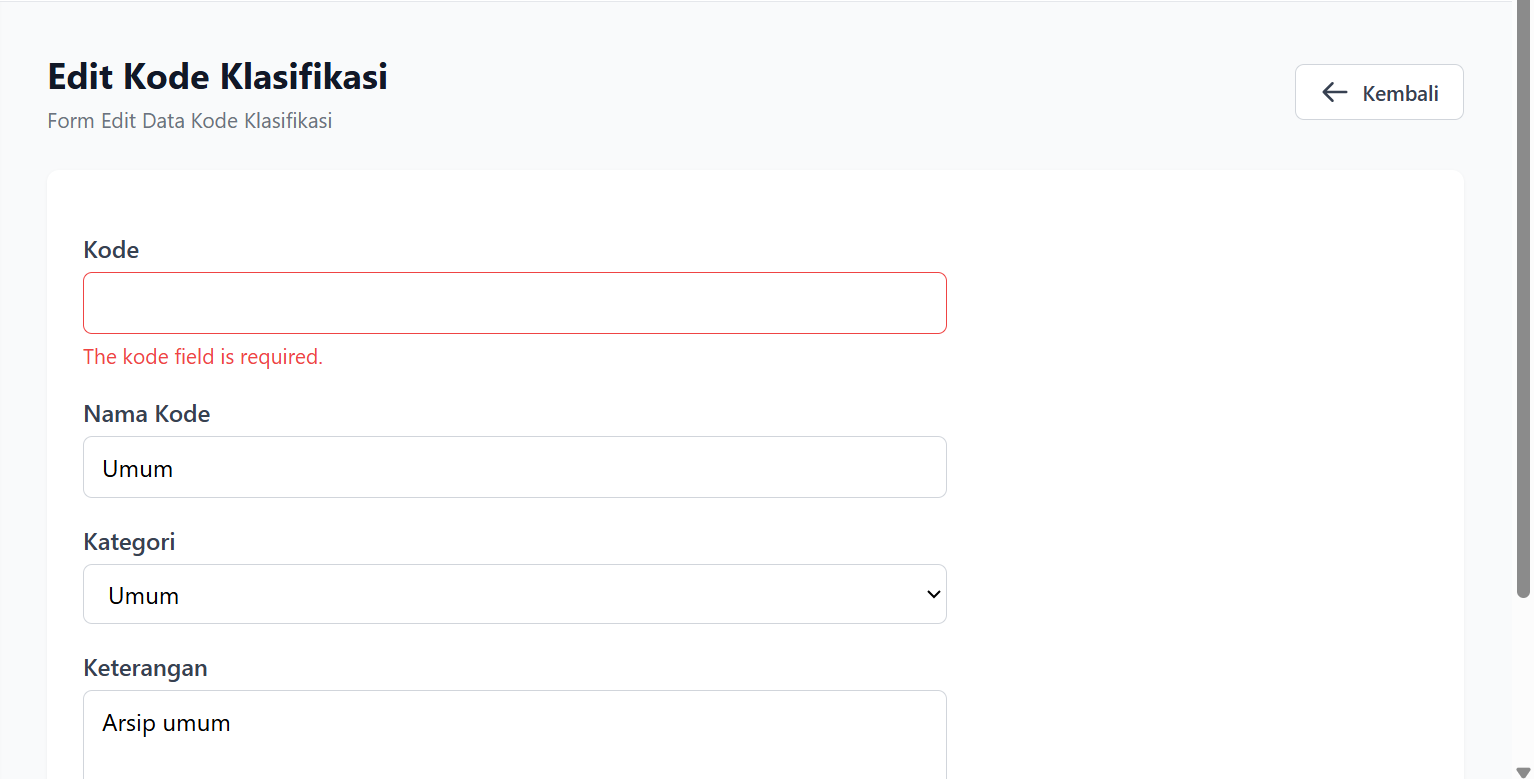 Edit Kode Klasifikasi
Form Edit Data Kode Klasifikasi
Kembali
Kode
The kode field is required.
Nama Kode
Umum
Kategori
Umum
Keterangan
Arsip umum